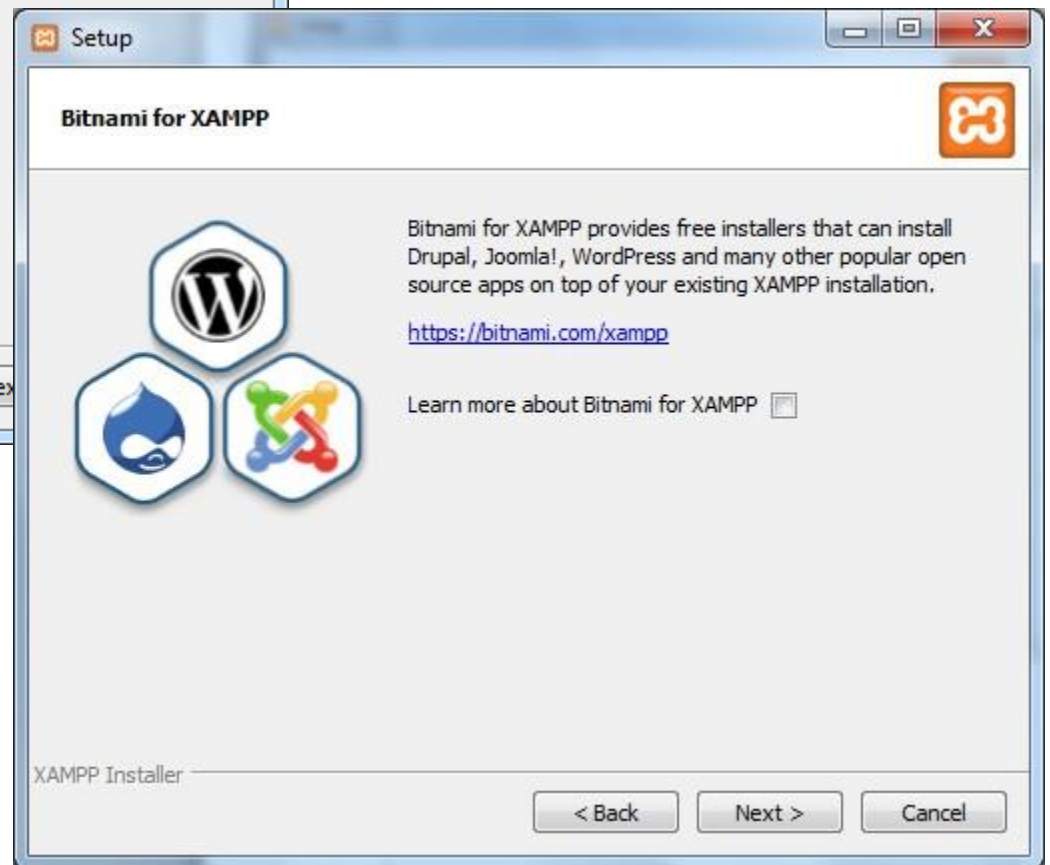 Setup
Bitnami for XAMPP
Bitnami for XAMPP provides free installers that can install
Drupal, Joomla!, WordPress and many other popular open
source apps on top of your existing XAMPP installation.
https://bitnami.com/xampp
Learn more about Bitnami for XAMPP
XAMPP Installer
< Back
Next >
Cancel